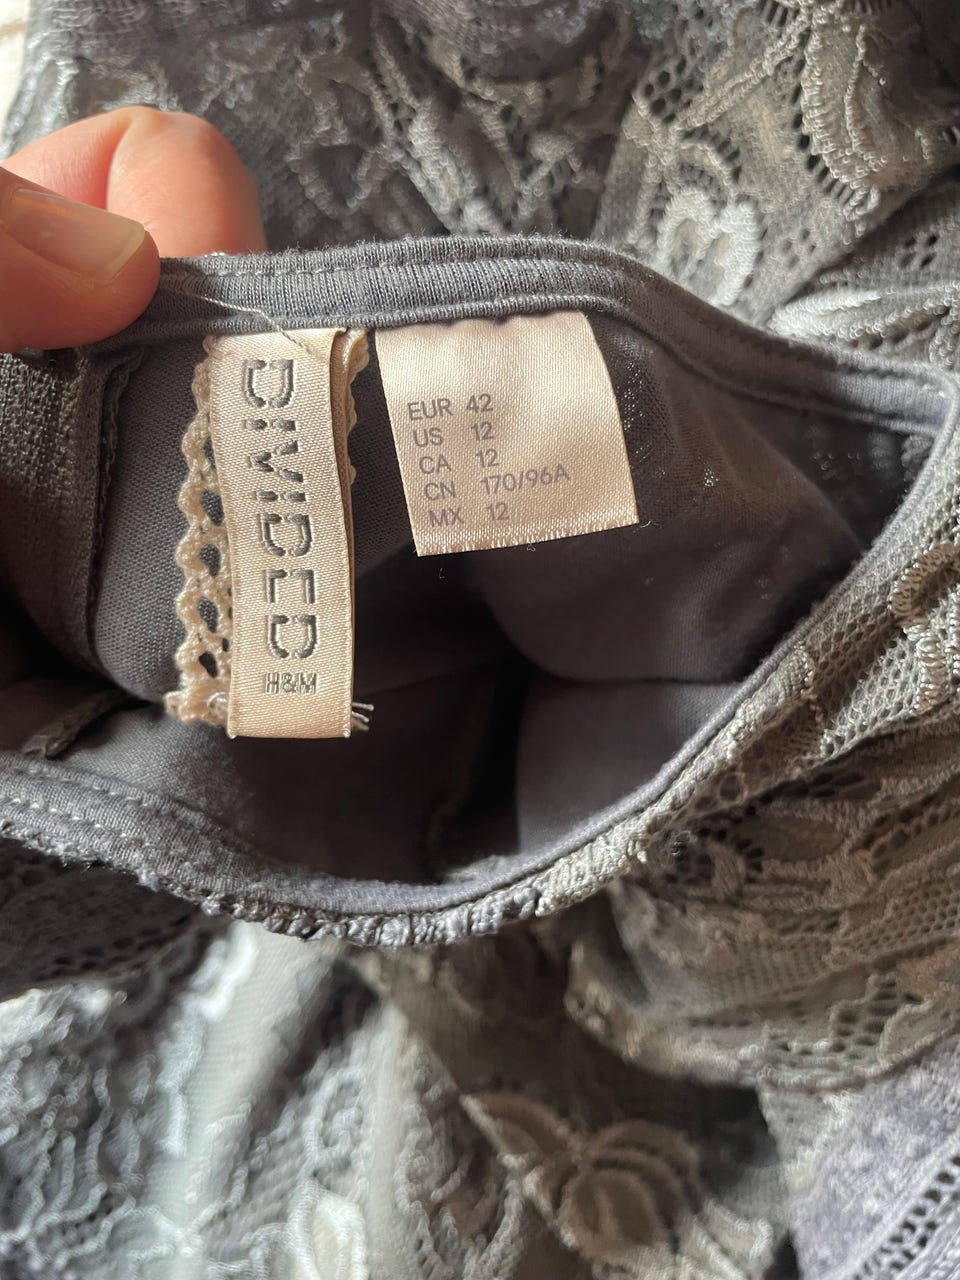 DIVIDED
H&M
EUR 42
US 12
CA 12
CN 170/96A
MX 12